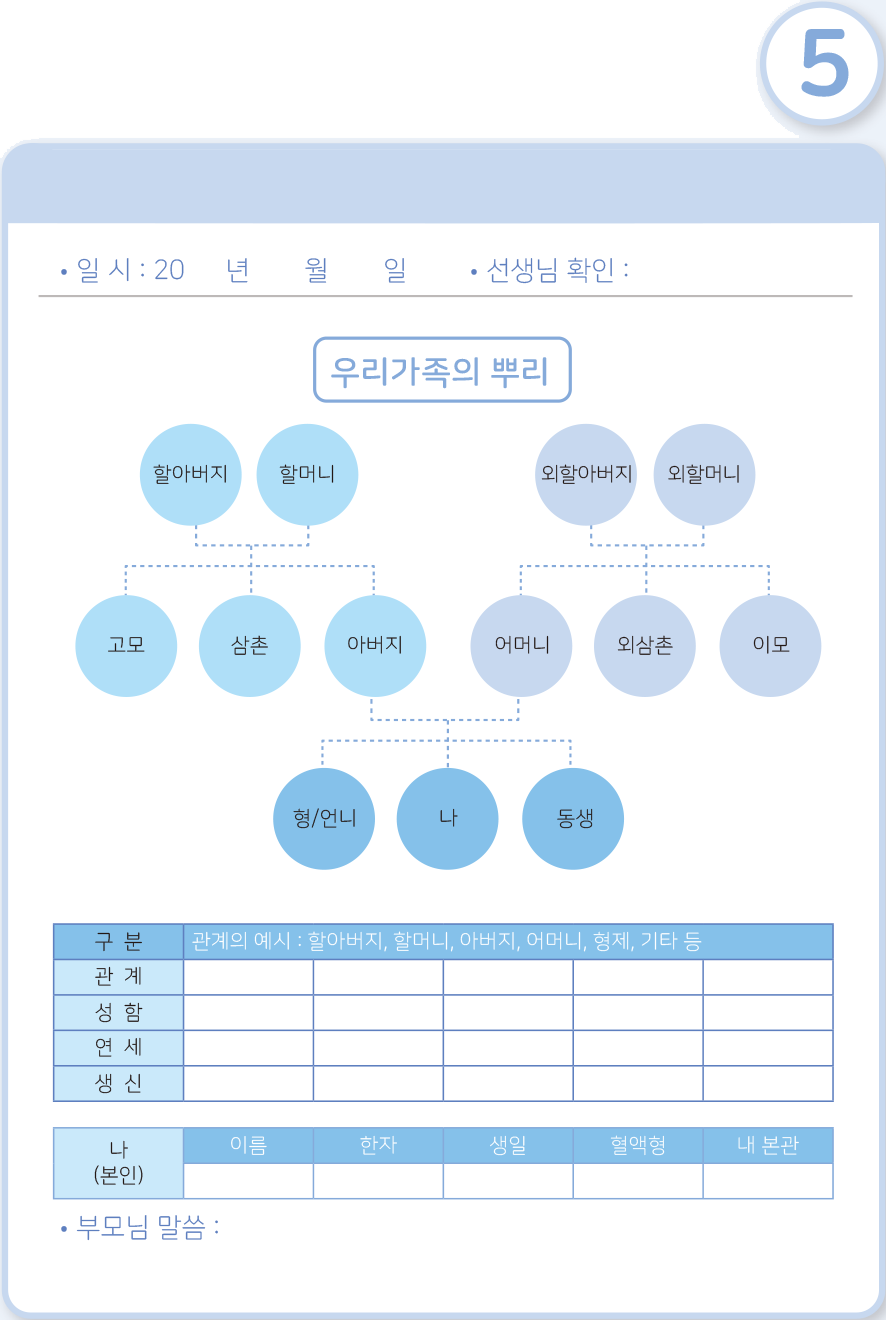 5
• 일 시 : 20 년 월 일 • 선생님 확인 :
우리가족의 뿌리
할아버지 할머니 외할아버지 외할머니
고모 삼촌 아버지 어머니 외삼촌 이모
형/언니 나 동생
구 분 관계의 예시 : 할아버지, 할머니, 아버지, 어머니, 형제, 기타 등
관 계
성 함
연 세
생 신
나 (본인) 이름 한자 생일 혈액형 내 본관
• 부모님 말씀 :